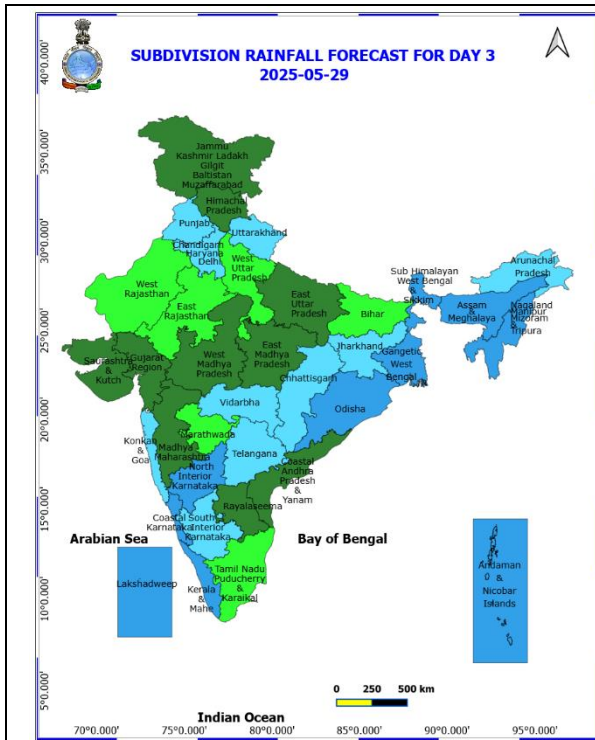 SUBDIVISION RAINFALL FORECAST FOR DAY 3
2025-05-29
40°0.000'
35°0.000'
30°0.000'
25°0.000'
20°0.000'
15°0.000'
10°0.000'
5°0.000'
Jammu
Kashmir Ladakh
Gilgit
Baltistan
Muzaffarabad
Himachal
Pradesh
Punjab
Uttarakhand
Chandigarh
Haryana
Delhi
West
Uttar
Pradesh
West
Rajasthan
East
Rajasthan
East
Uttar
Pradesh
Bihar
Sub Himalayan
West Bengal
&
Sikkim
Arunachal
Pradesh
Assam
&
Meghalaya
Nagaland
Manipur
Mizoram
&
Tripura
Saurashtra
&
Kutch
Gujarat
Region
West
Madhya
Pradesh
East
Madhya
Pradesh
Jharkhand
Gangetic
West
Bengal
Chhattisgarh
Odisha
Vidarbha
Marathwada
Madhya
Maharashtra
Konkan
&
Goa
Telangana
North
Interior
Karnataka
Coastal
Andhra
Pradesh
&
Yanam
Rayalaseema
Coastal
Karnataka
South
Interior
Karnataka
Tamil Nadu
Puducherry
&
Karaikal
Kerala
&
Mahe
Lakshadweep
Andaman
&
Nicobar
Islands
Arabian Sea
Bay of Bengal
Indian Ocean
0 250 500 km
70°0.000' 75°0.000' 80°0.000' 85°0.000' 90°0.000' 95°0.000'